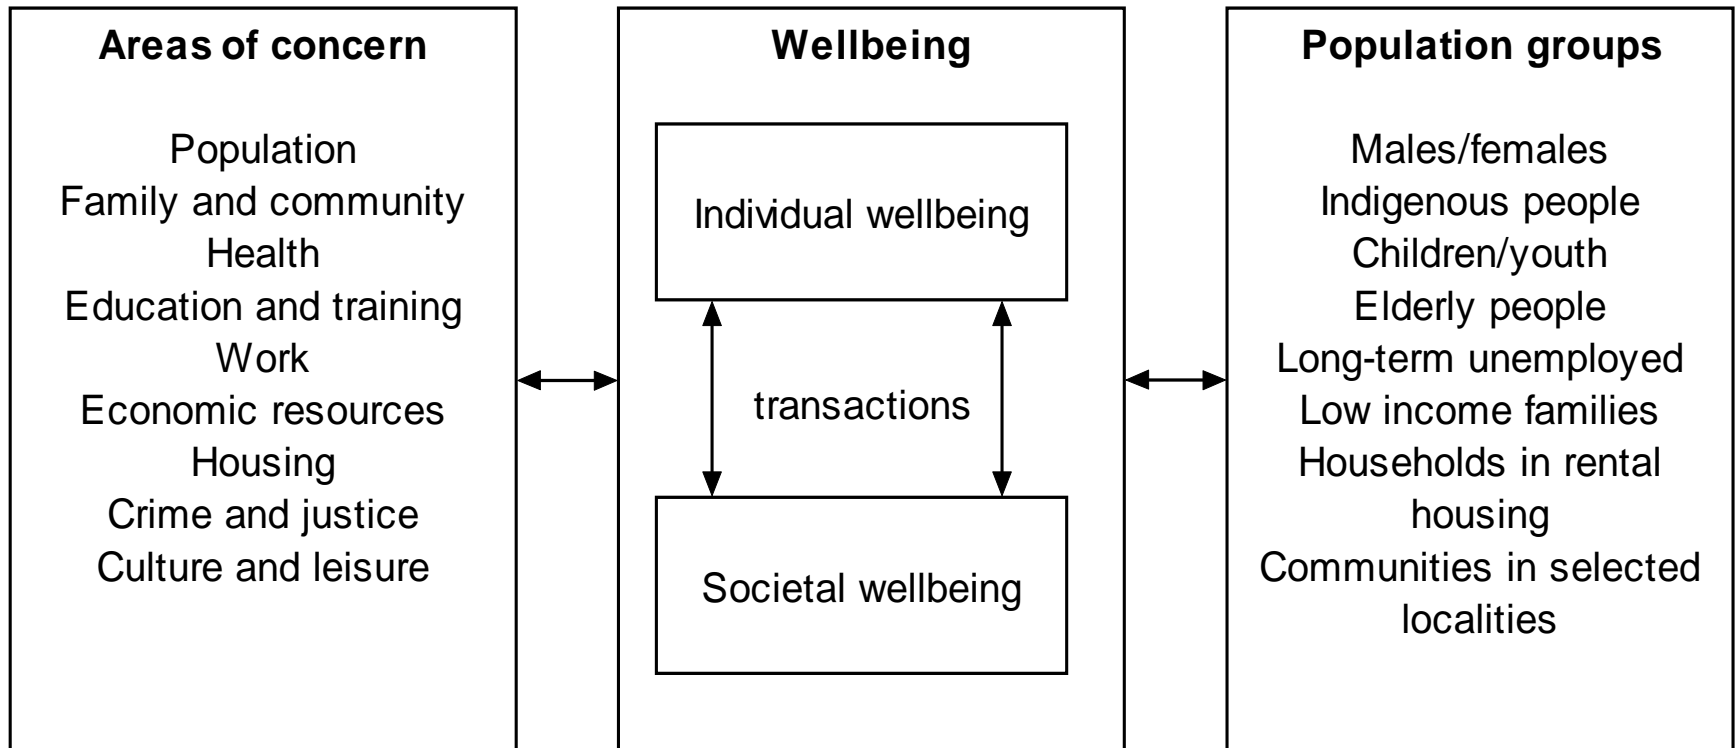 Areas of concern
Population
Family and community
Health
Education and training
Work
Economic resources
Housing
Crime and justice
Culture and leisure
Wellbeing
Individual wellbeing
transactions
Societal wellbeing
Population groups
Males/females
Indigenous people
Children/youth
Elderly people
Long-term unemployed
Low income families
Households in rental
housing
Communities in selected
localities